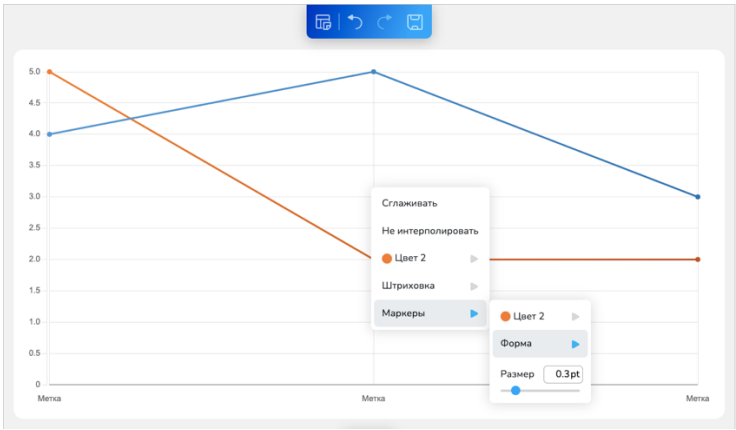 5.0
4.5
4.0
3.5
3.0
2.5
2.0
1.5
1.0
0.5
0
Метка
Метка
Метка
Сглаживать
Не интерполировать
Цвет 2
Штриховка
Маркеры
Цвет 2
Форма
Размер 0.3pt